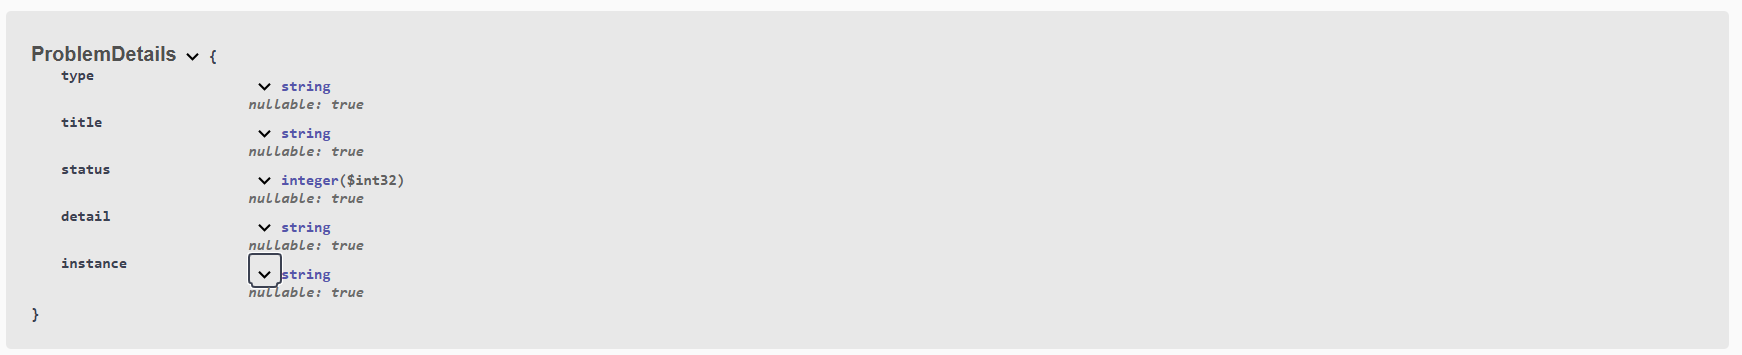 ProblemDetails {
type
string
nullable: true
title
string
nullable: true
status
integer($int32)
nullable: true
detail
string
nullable: true
instance
string
nullable: true
}